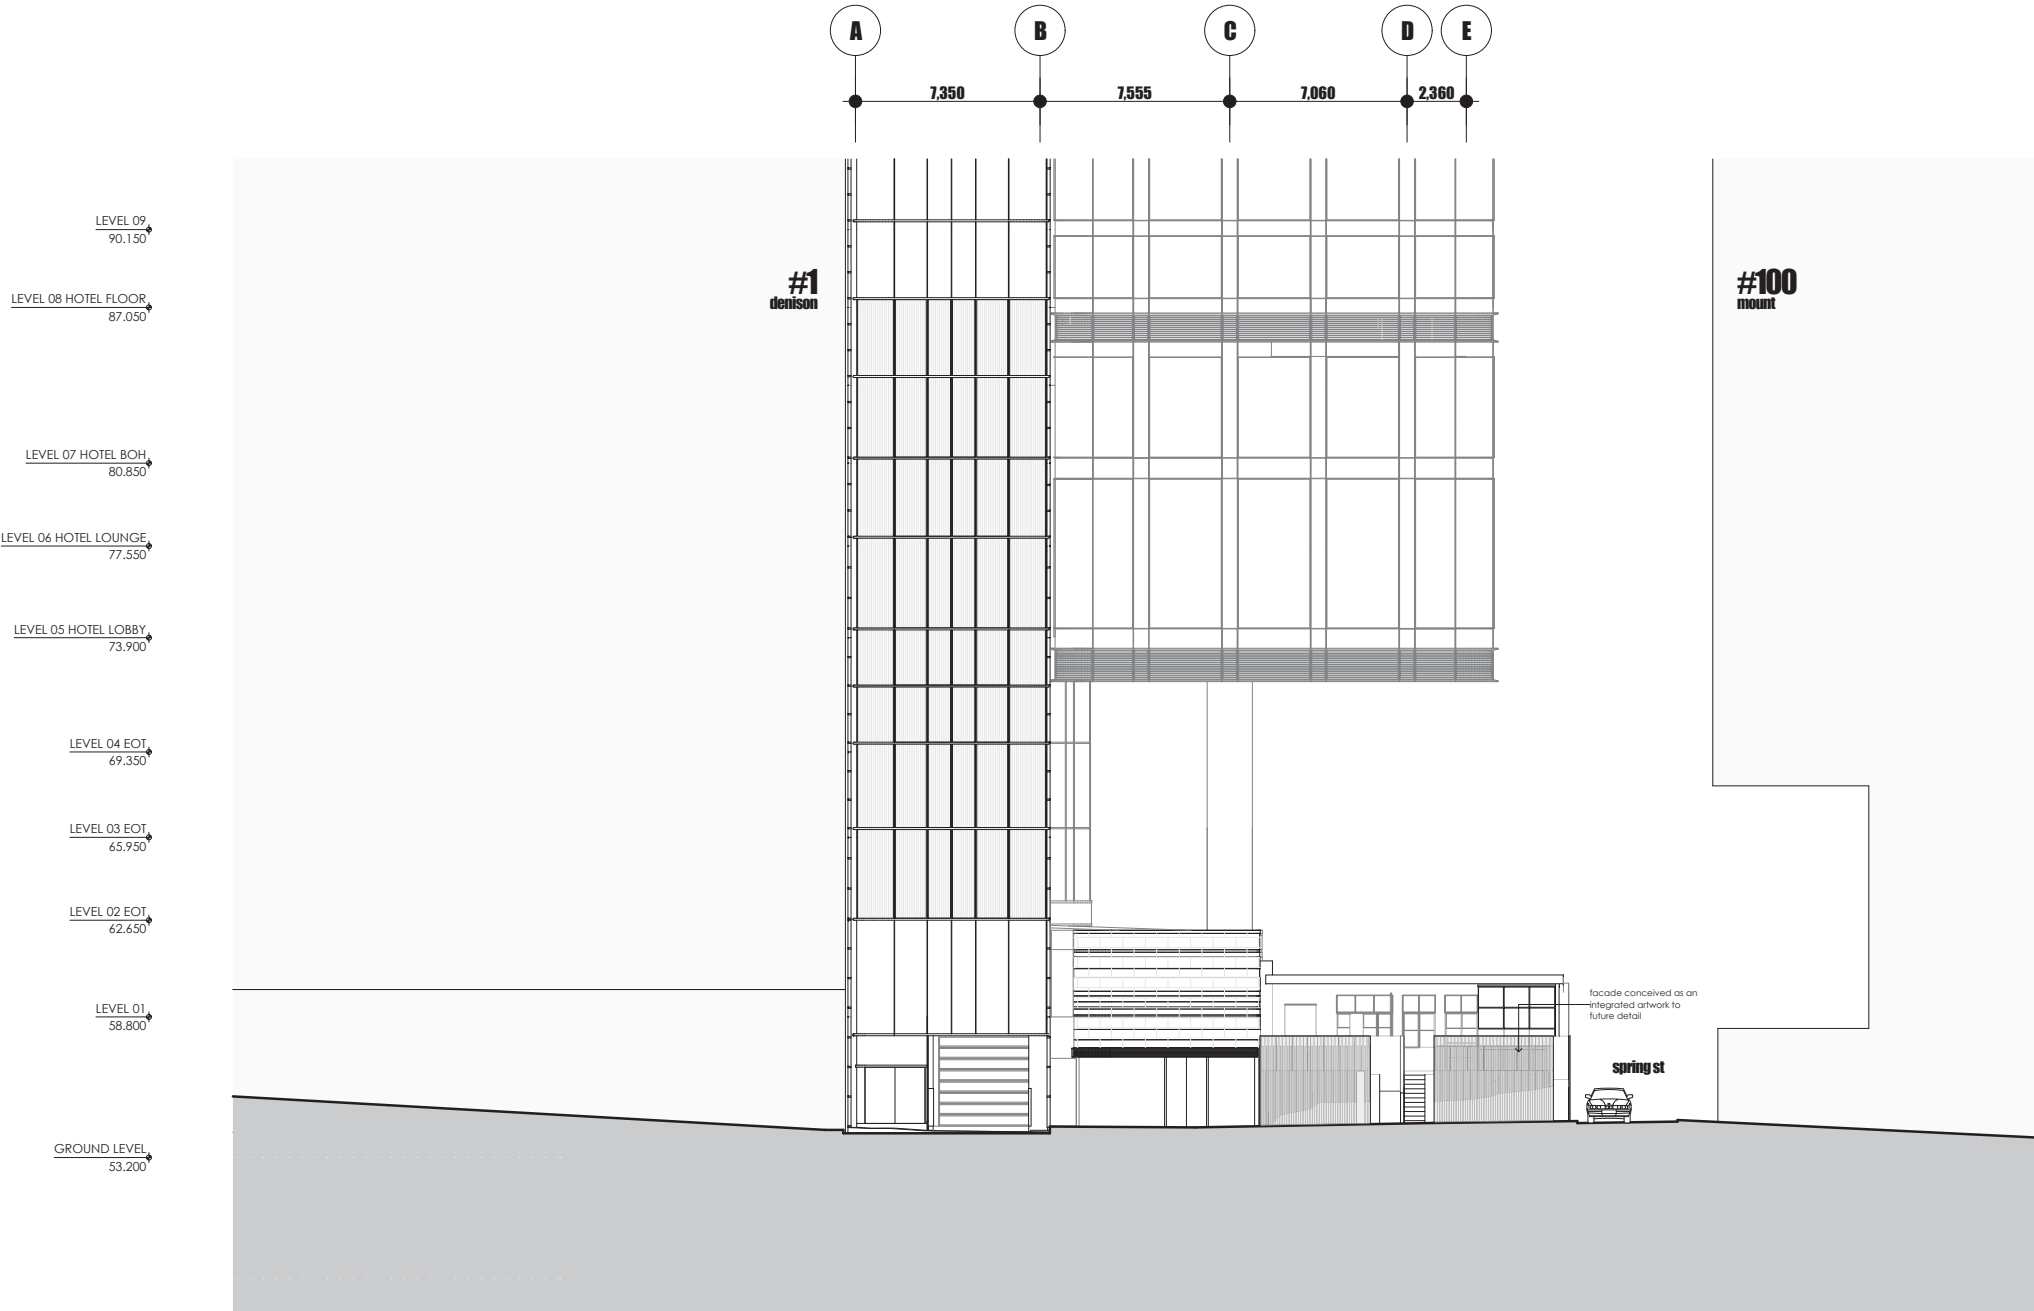 A B C D E
7,350 7,555 7,060 2,360
LEVEL 09
90.150
#1
denison
#100
mount
LEVEL 08 HOTEL FLOOR
87.050
LEVEL 07 HOTEL BOH
80.850
LEVEL 06 HOTEL LOUNGE
77.550
LEVEL 05 HOTEL LOBBY
73.900
LEVEL 04 EOT
69.350
LEVEL 03 EOT
65.950
LEVEL 02 EOT
62.650
LEVEL 01
58.800
facade conceived as an
integrated artwork to
future detail
spring st
GROUND LEVEL
53.200